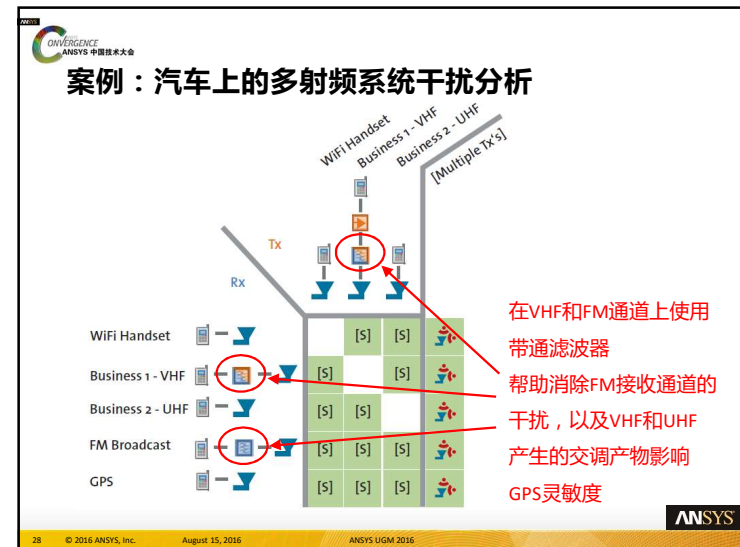 ANSYS
CONVERGENCE
ANSYS 中国技术大会
案例：汽车上的多射频系统干扰分析
WiFi Handset
Business 1 - VHF
Business 2 - UHF
[Multiple Tx's]
Tx
Rx
WiFi Handset [S] [S]
Business 1 - VHF [S] [S]
Business 2 - UHF [S] [S]
FM Broadcast [S] [S] [S]
GPS [S] [S] [S]
在VHF和FM通道上使用
带通滤波器
帮助消除FM接收通道的
干扰，以及VHF和UHF
产生的交调产物影响
GPS灵敏度
ANSYS
28 © 2016 ANSYS, Inc. August 15, 2016 ANSYS UGM 2016